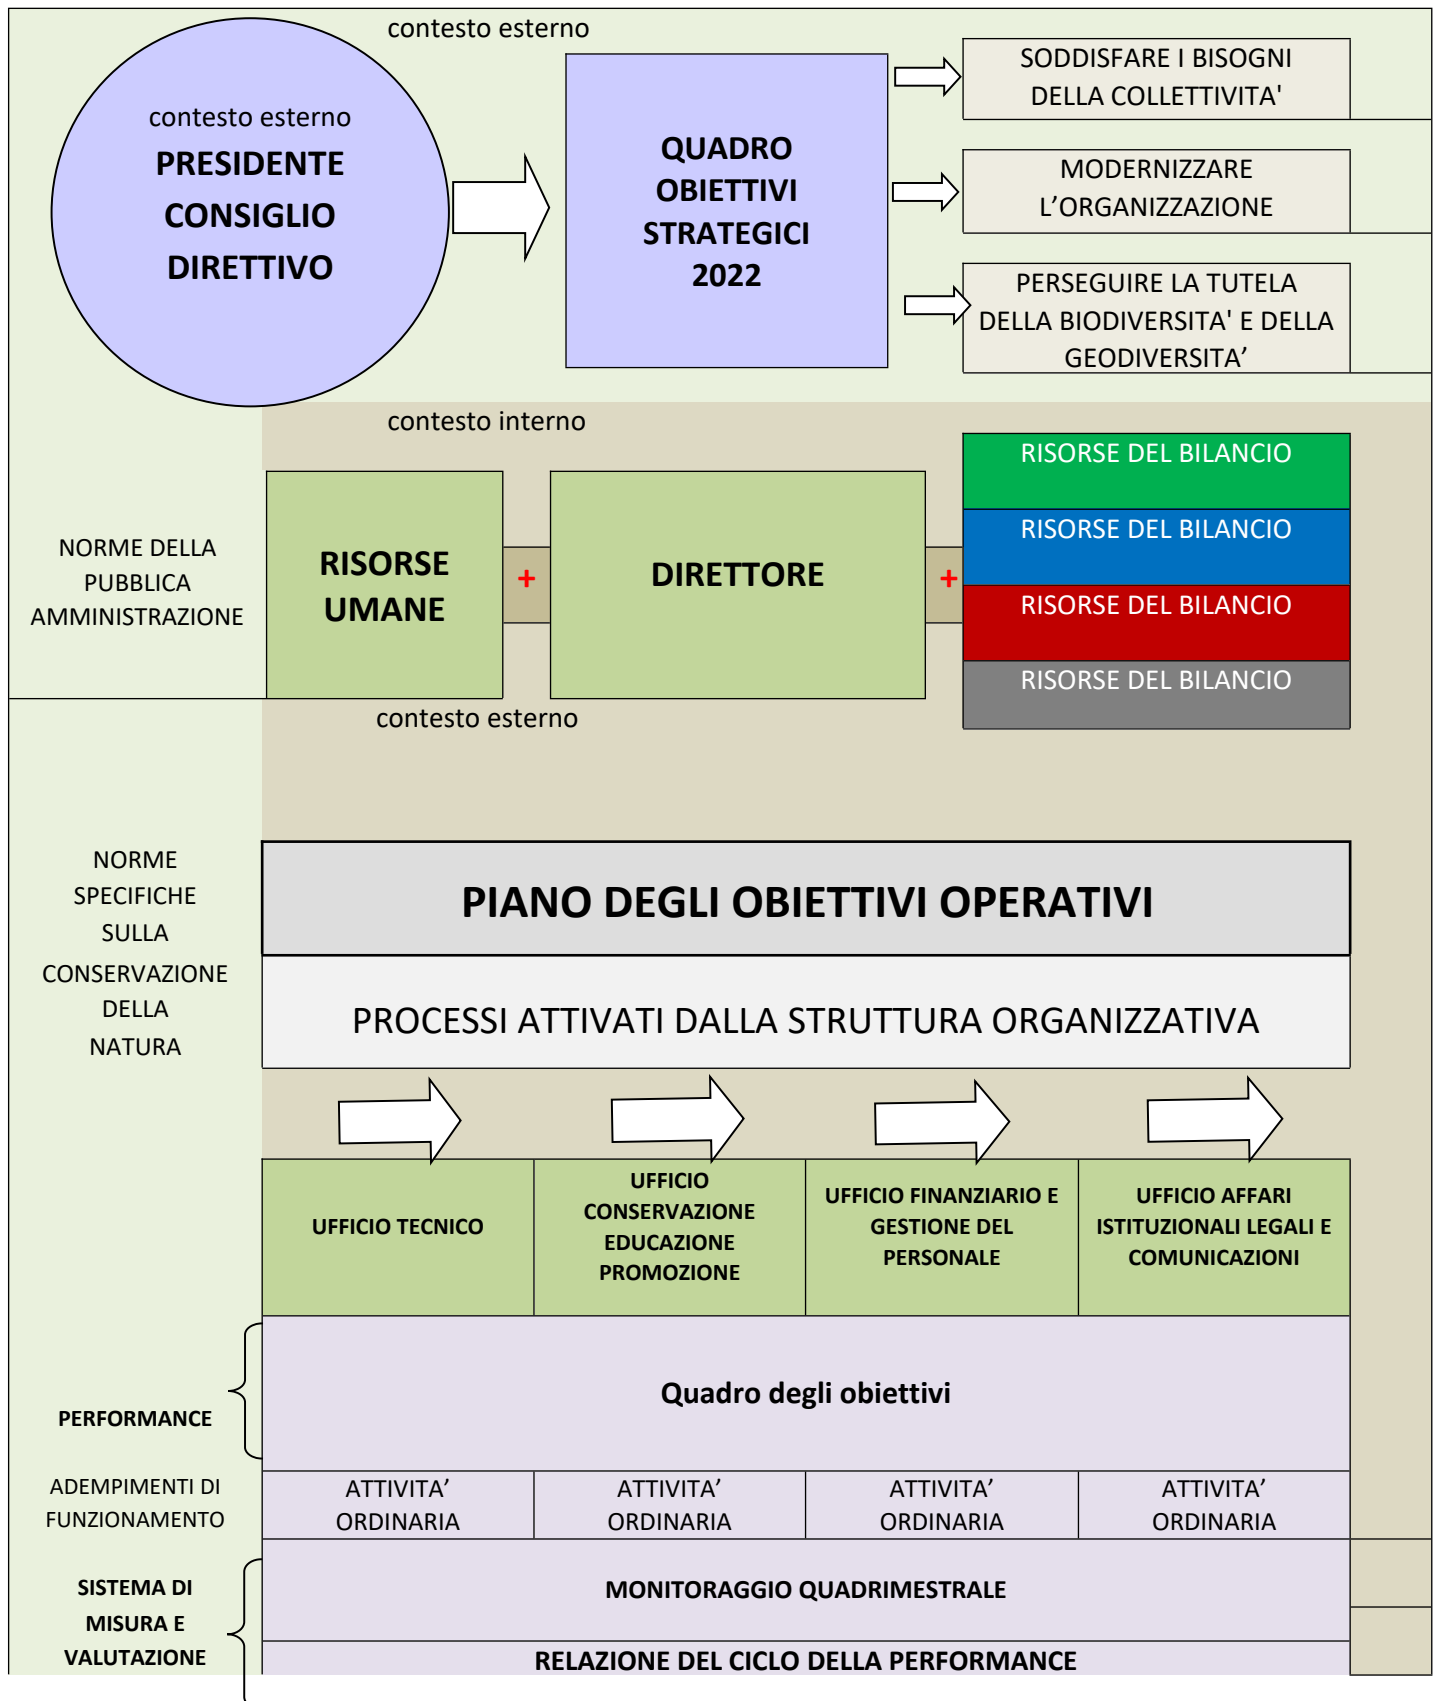 contesto esterno
contesto esterno
PRESIDENTE
CONSIGLIO
DIRETTIVO
QUADRO
OBIETTIVI
STRATEGICI
2022
SODDISFARE I BISOGNI
DELLA COLLETTIVITA'
MODERNIZZARE
L’ORGANIZZAZIONE
PERSEGUIRE LA TUTELA
DELLA BIODIVERSITA' E DELLA
GEODIVERSITA’
contesto interno
NORME DELLA
PUBBLICA
AMMINISTRAZIONE
RISORSE
UMANE
+
DIRETTORE
+
RISORSE DEL BILANCIO
RISORSE DEL BILANCIO
RISORSE DEL BILANCIO
RISORSE DEL BILANCIO
contesto esterno
NORME
SPECIFICHE
SULLA
CONSERVAZIONE
DELLA
NATURA
PIANO DEGLI OBIETTIVI OPERATIVI
PROCESSI ATTIVATI DALLA STRUTTURA ORGANIZZATIVA
UFFICIO TECNICO
UFFICIO
CONSERVAZIONE
EDUCAZIONE
PROMOZIONE
UFFICIO FINANZIARIO E
GESTIONE DEL
PERSONALE
UFFICIO AFFARI
ISTITUZIONALI LEGALI E
COMUNICAZIONI
PERFORMANCE
Quadro degli obiettivi
ADEMPIMENTI DI
FUNZIONAMENTO
ATTIVITA’
ORDINARIA
ATTIVITA’
ORDINARIA
ATTIVITA’
ORDINARIA
ATTIVITA’
ORDINARIA
SISTEMA DI
MISURA E
VALUTAZIONE
MONITORAGGIO QUADRIMESTRALE
RELAZIONE DEL CICLO DELLA PERFORMANCE